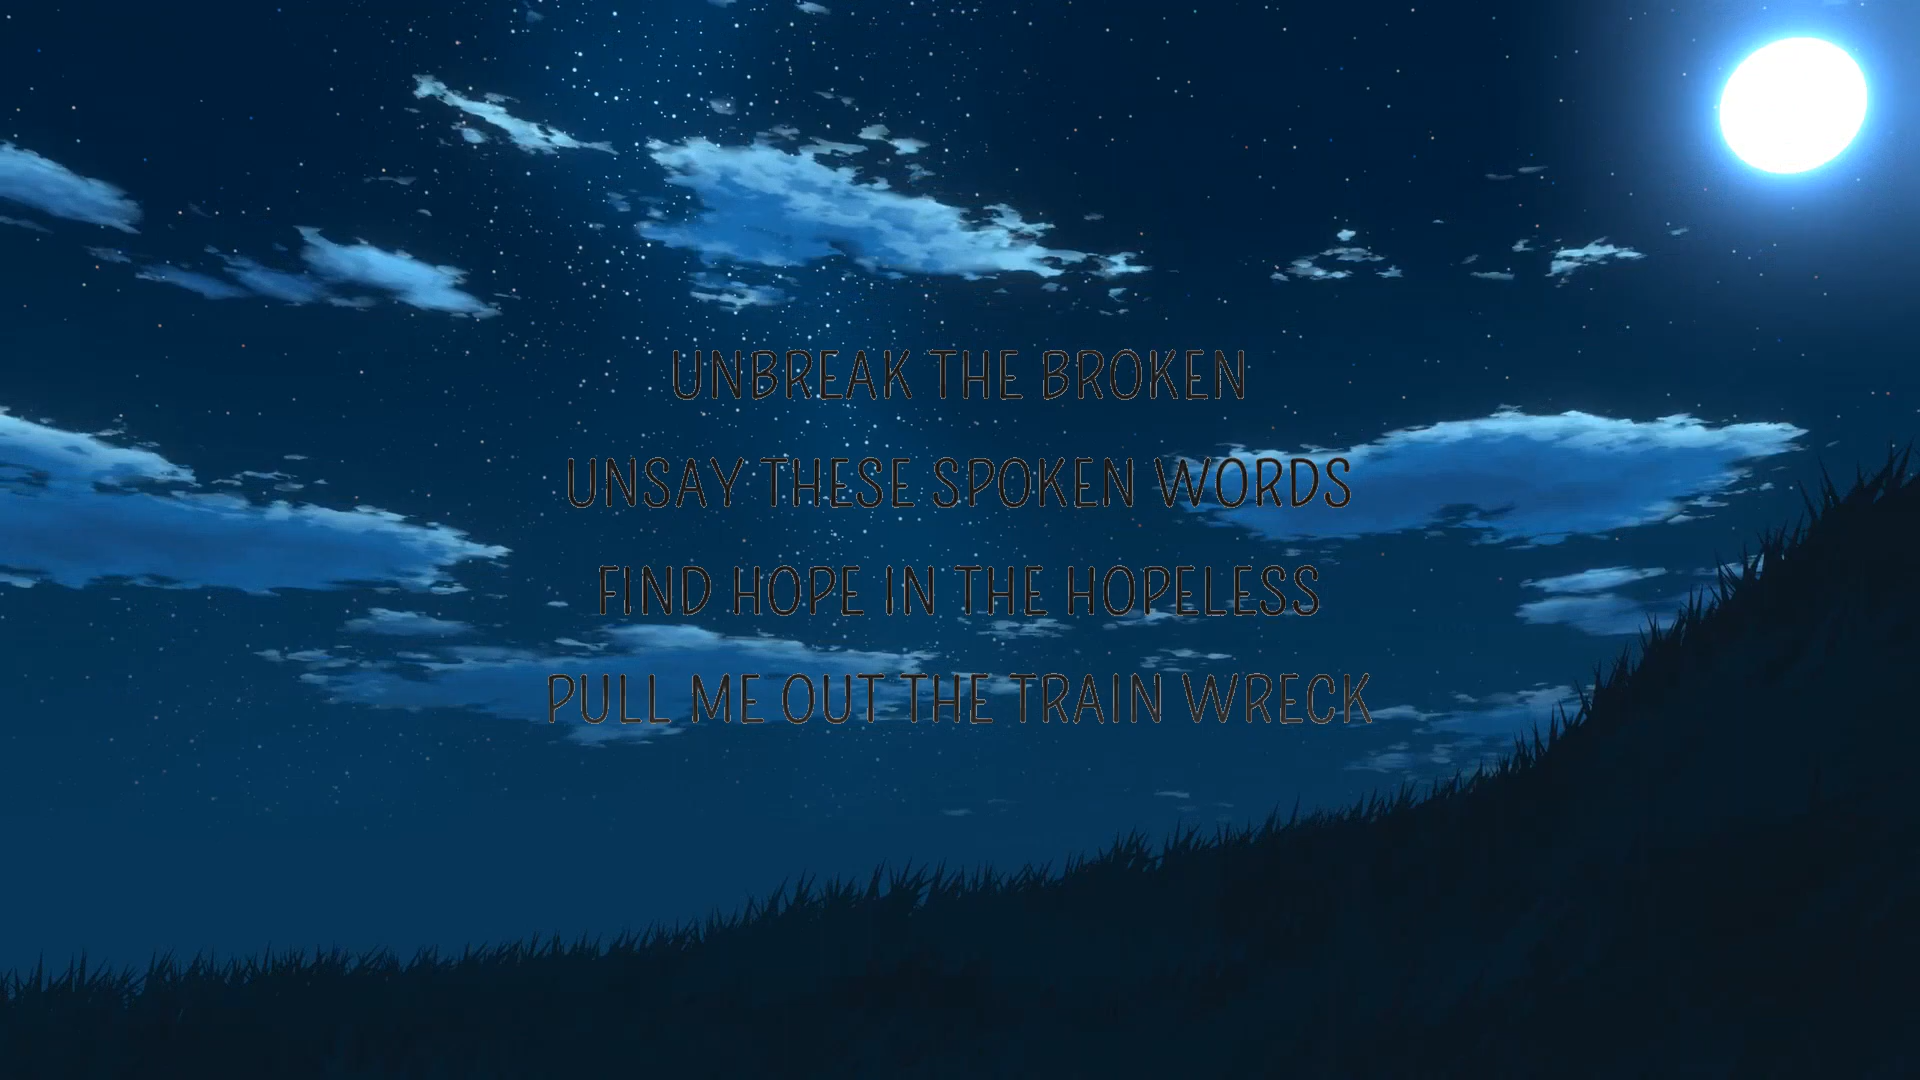 UNBREAK THE BROKEN
UNSAY THESE SPOKEN WORDS
FIND HOPE IN THE HOPELESS
PULL ME OUT THE TRAIN WRECK